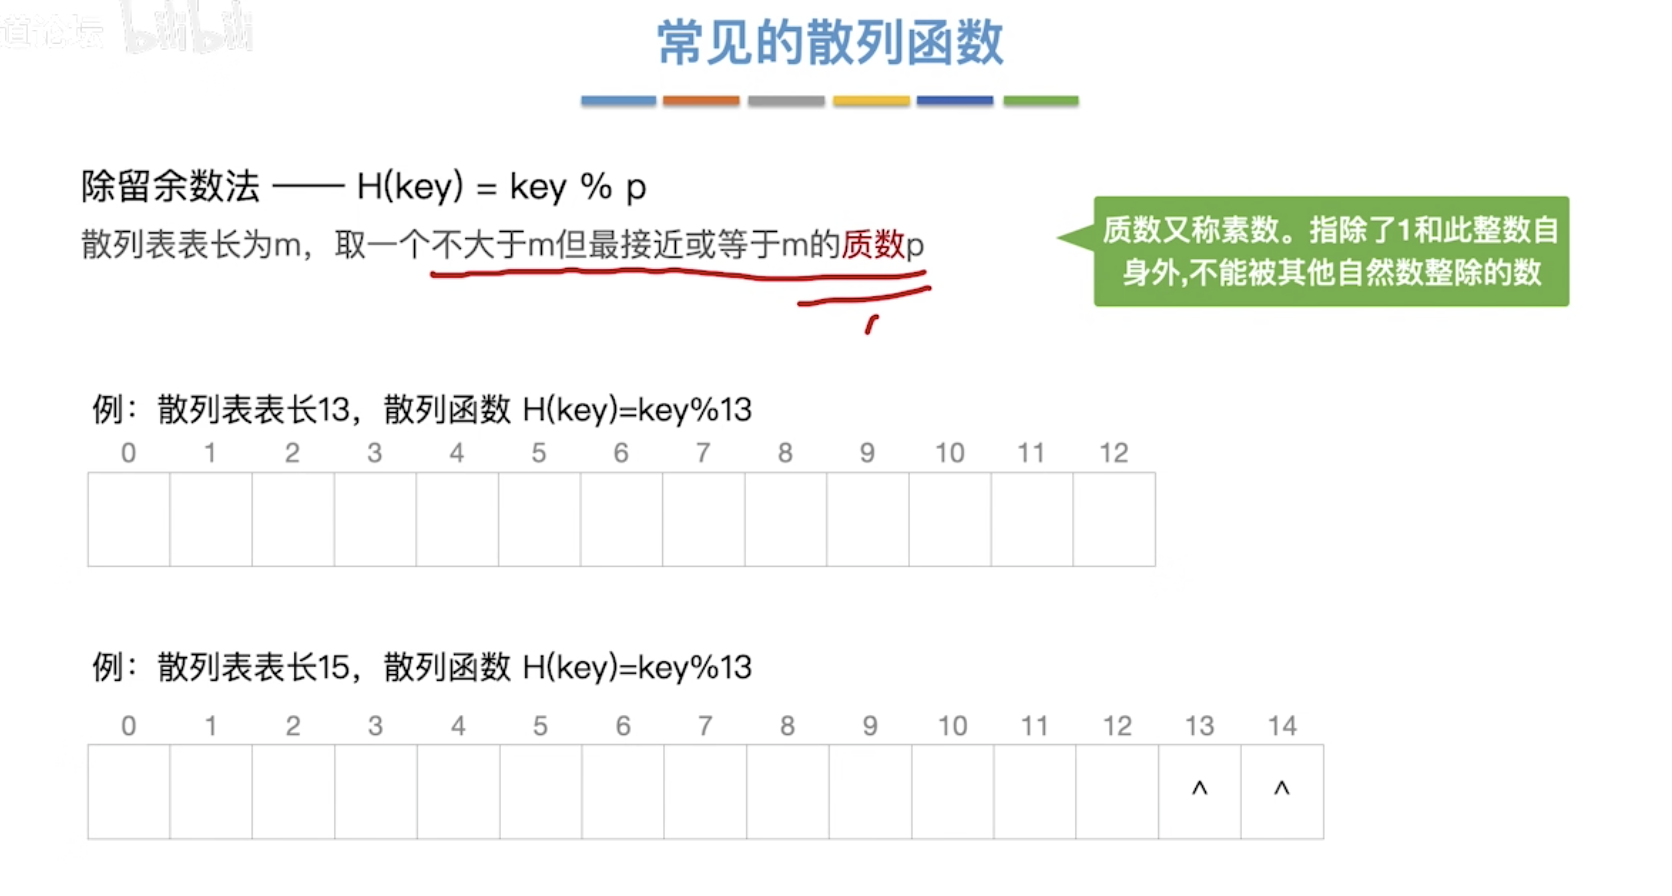 道论坛 bilibili
常见的散列函数
除留余数法 —— H(key) = key % p
散列表表长为m，取一个不大于m但最接近或等于m的质数p
质数又称素数。指除了1和此整数自
身外,不能被其他自然数整除的数
例：散列表表长13，散列函数 H(key)=key%13
0 1 2 3 4 5 6 7 8 9 10 11 12
例：散列表表长15，散列函数 H(key)=key%13
0 1 2 3 4 5 6 7 8 9 10 11 12 13 14
^ ^